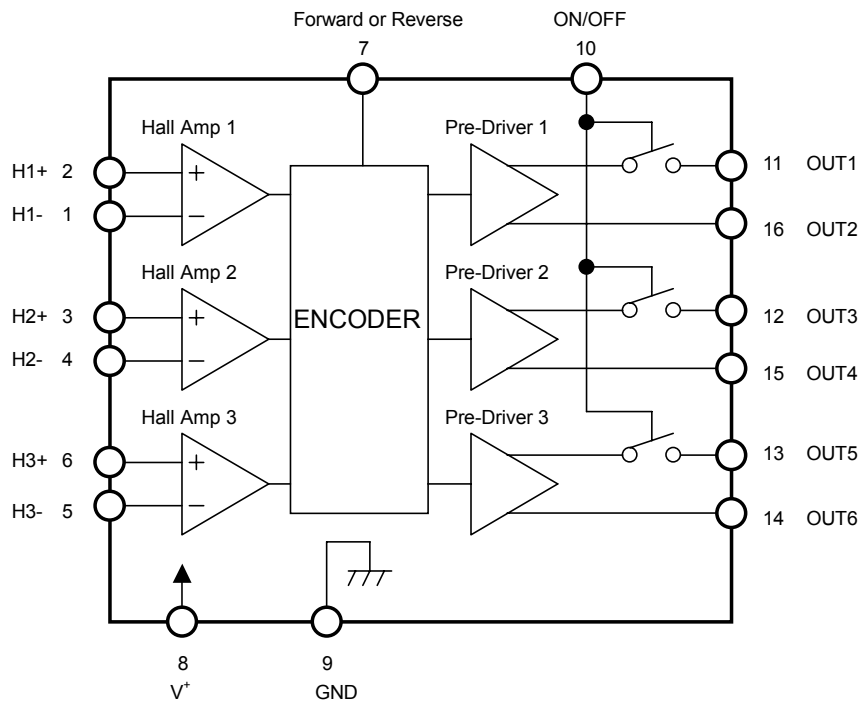 Forward or Reverse ON/OFF
7 10
Hall Amp 1 Pre-Driver 1
H1+ 2 + 11 OUT1
H1- 1 − 16 OUT2
Hall Amp 2 Pre-Driver 2
H2+ 3 + 12 OUT3
ENCODER
H2- 4 − 15 OUT4
Hall Amp 3 Pre-Driver 3
H3+ 6 + 13 OUT5
H3- 5 − 14 OUT6
8 9
V+ GND